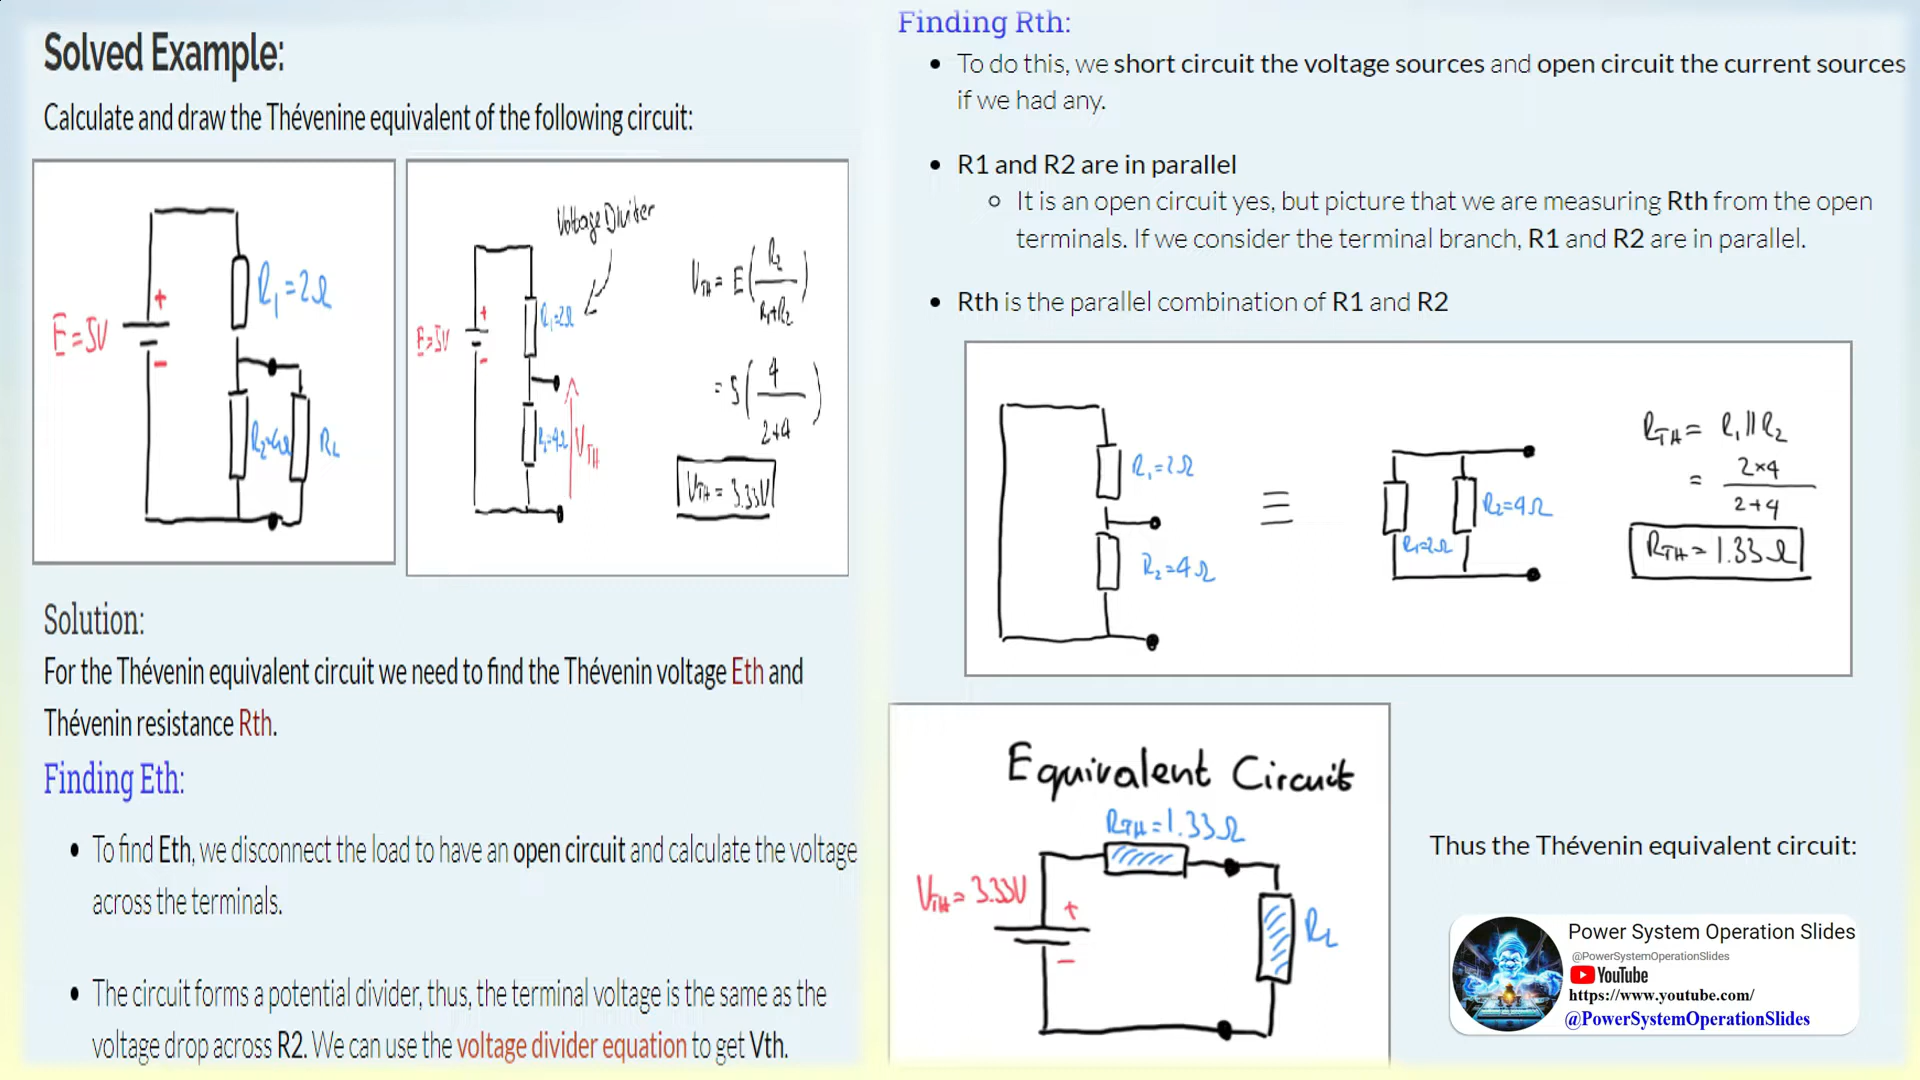 Solved Example:
Calculate and draw the Thévenine equivalent of the following circuit:
E=5V
+
−
R₁=2Ω
R₂=4Ω
R_L
Voltage Diviter
E=5V
+
−
R₁=2Ω
R₂=4Ω
V_TH
V_TH = E(R₂/(R₁+R₂))
= 5(4/(2+4))
V_TH = 3.33V
Solution:
For the Thévenin equivalent circuit we need to find the Thévenin voltage Eth and
Thévenin resistance Rth.
Finding Eth:
• To find Eth, we disconnect the load to have an open circuit and calculate the voltage
across the terminals.
• The circuit forms a potential divider, thus, the terminal voltage is the same as the
voltage drop across R2. We can use the voltage divider equation to get Vth.
Finding Rth:
• To do this, we short circuit the voltage sources and open circuit the current sources
if we had any.
• R1 and R2 are in parallel
○ It is an open circuit yes, but picture that we are measuring Rth from the open
terminals. If we consider the terminal branch, R1 and R2 are in parallel.
• Rth is the parallel combination of R1 and R2
R₁=2Ω
R₂=4Ω
≡
R₁=2Ω
R₂=4Ω
R_TH = R₁||R₂
= 2×4/(2+4)
R_TH = 1.33Ω
Equivalent Circuit
R_TH=1.33Ω
V_TH=3.33V
+
−
R_L
Thus the Thévenin equivalent circuit:
Power System Operation Slides
@PowerSystemOperationSlides
YouTube
https://www.youtube.com/
@PowerSystemOperationSlides